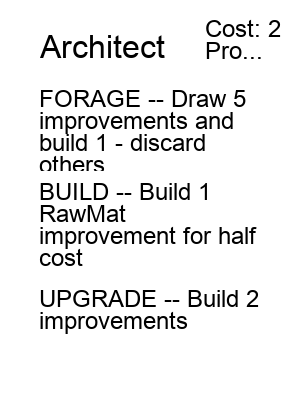 Architect
Cost: 2
Pro...
FORAGE -- Draw 5
improvements and
build 1 - discard
others
BUILD -- Build 1
RawMat
improvement for half
cost
UPGRADE -- Build 2
improvements